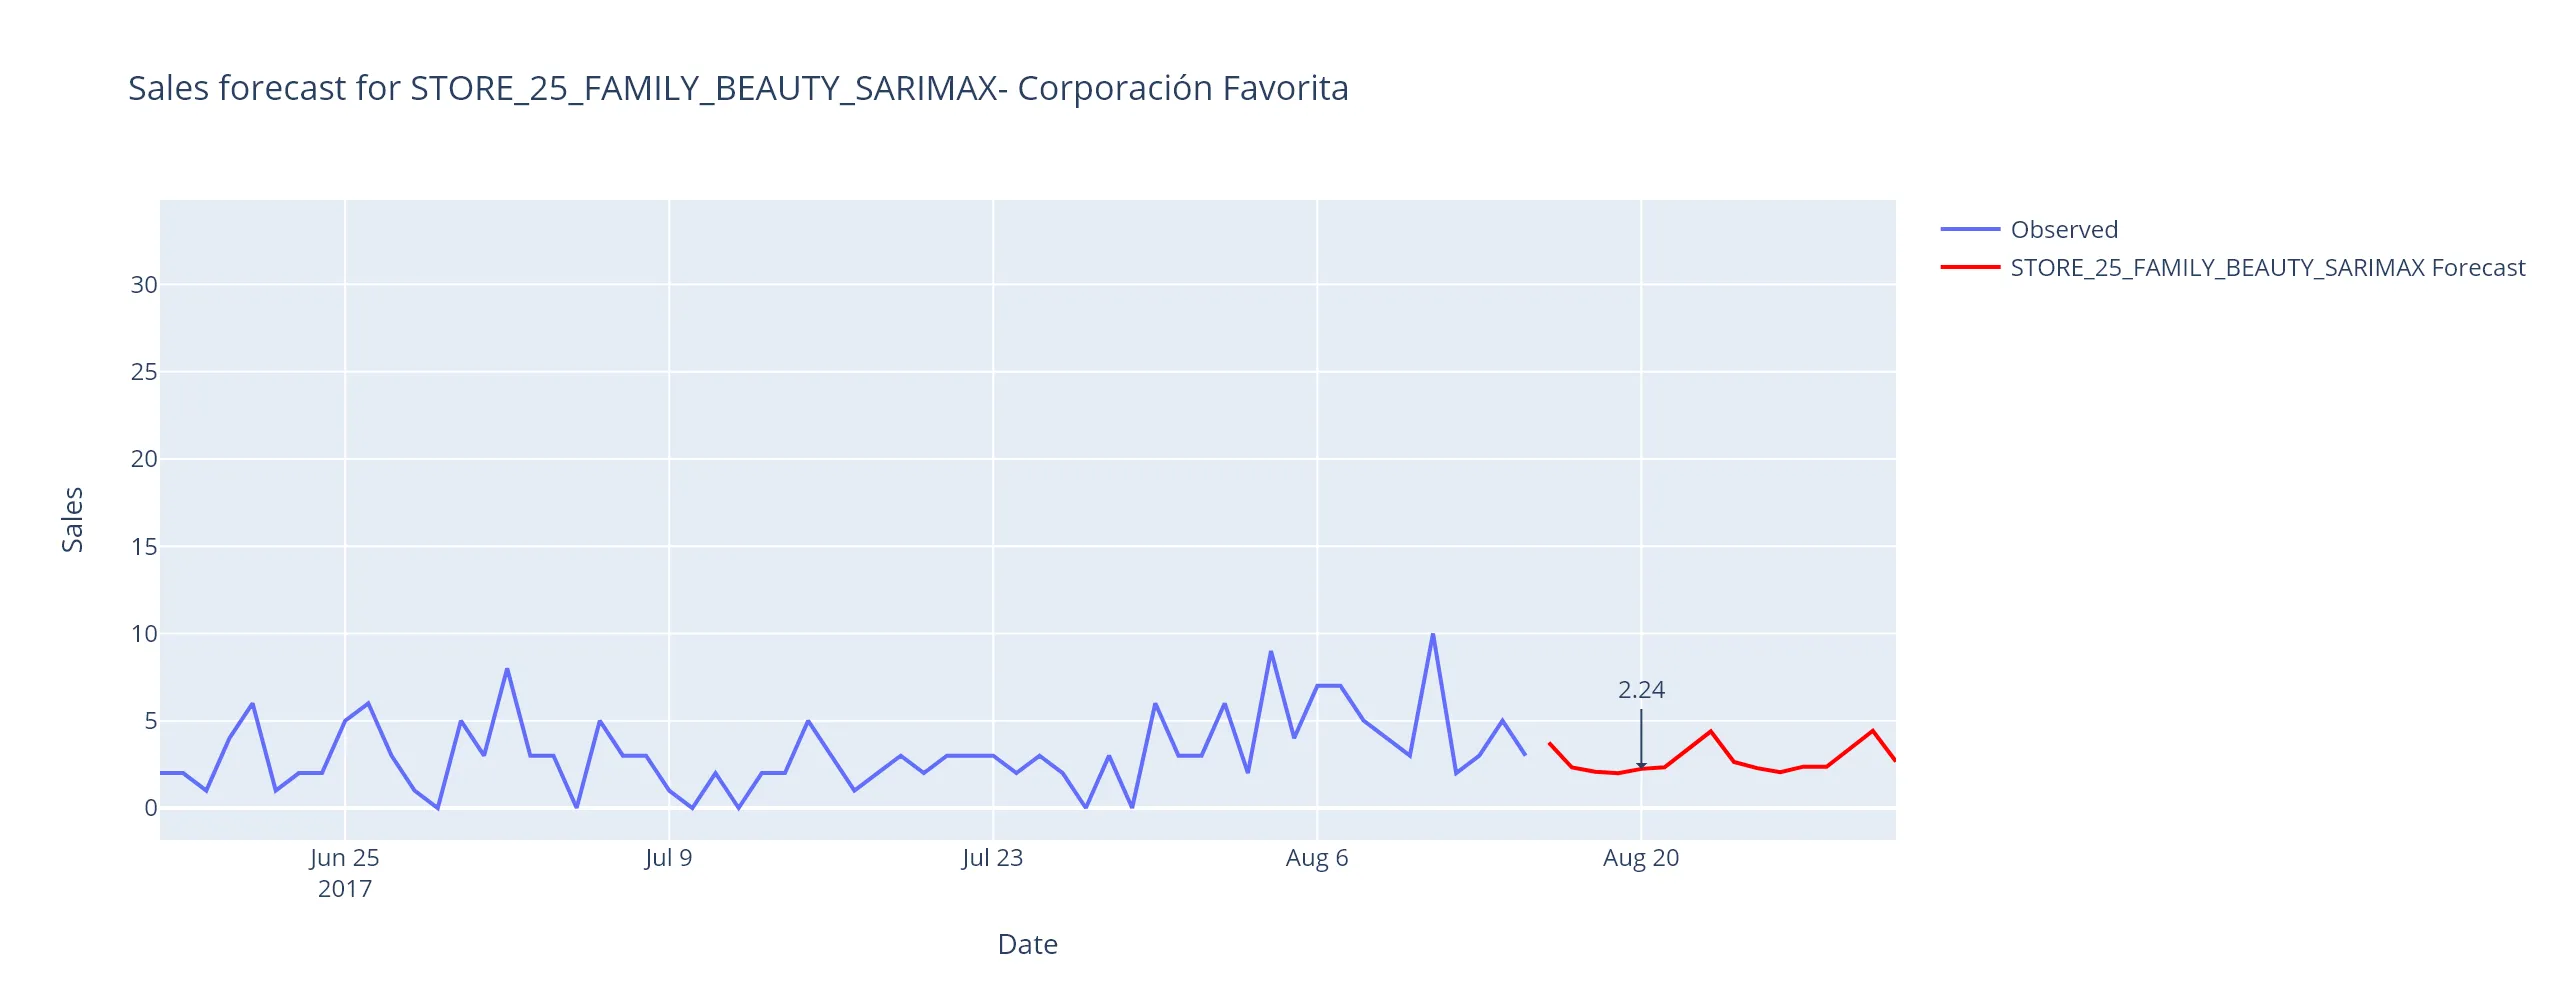 Sales forecast for STORE_25_FAMILY_BEAUTY_SARIMAX- Corporación Favorita
Observed
STORE_25_FAMILY_BEAUTY_SARIMAX Forecast
30
25
20
15
10
5
0
Sales
2.24
Jun 25
2017
Jul 9
Jul 23
Aug 6
Aug 20
Date